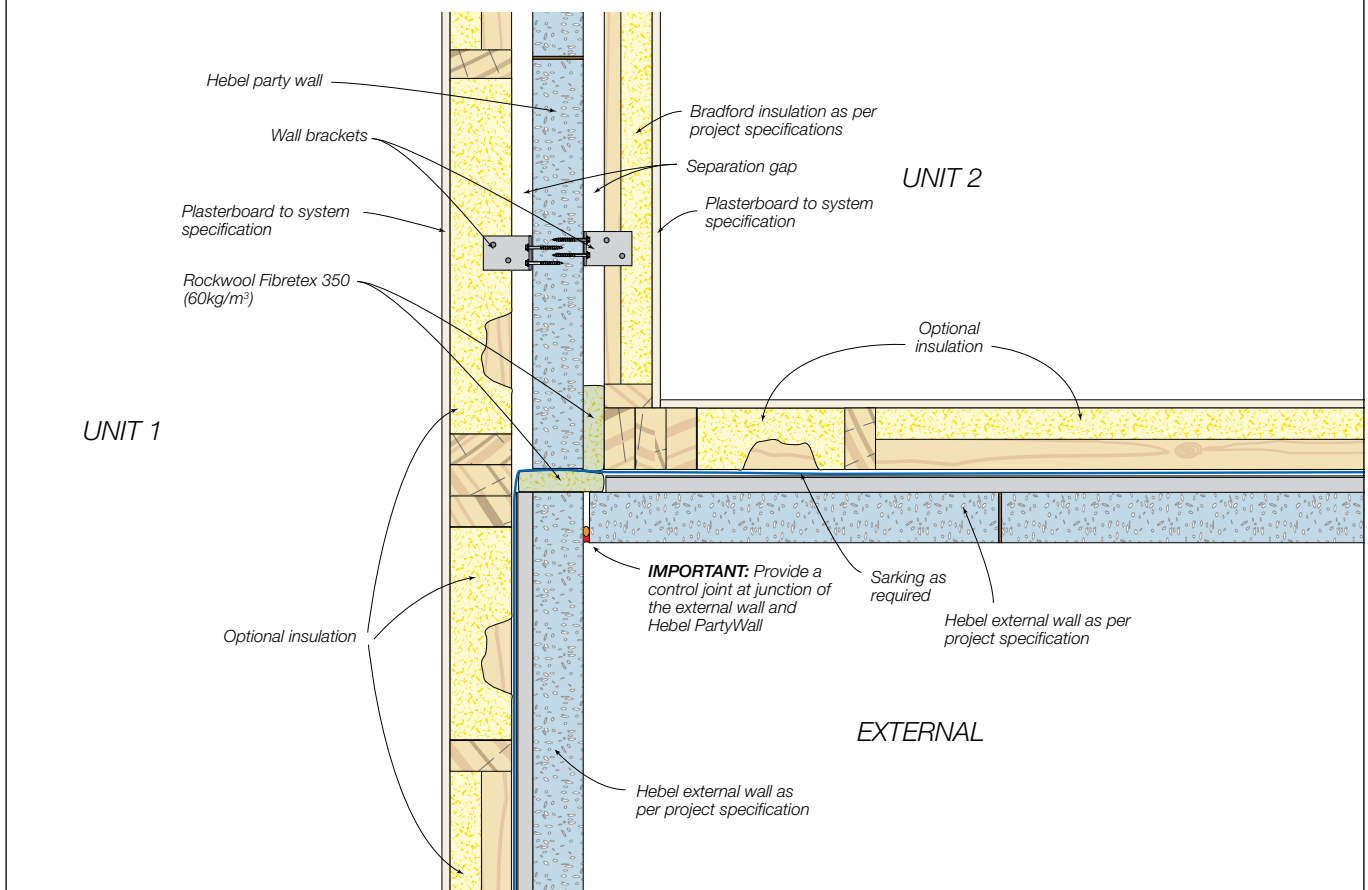 Hebel party wall
Wall brackets
Plasterboard to system
specification
Rockwool Fibretex 350
(60kg/m³)
UNIT 1
Optional insulation
Bradford insulation as per
project specifications
Separation gap
Plasterboard to system
specification
UNIT 2
Optional
insulation
IMPORTANT: Provide a
control joint at junction of
the external wall and
Hebel PartyWall
Sarking as
required
Hebel external wall as per
project specification
EXTERNAL
Hebel external wall as
per project specification